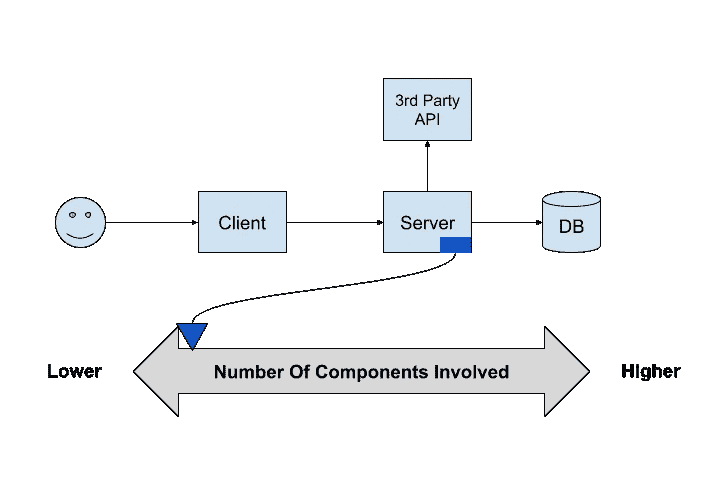 3rd Party
API
Client
Server
DB
Lower
Number Of Components Involved
Higher